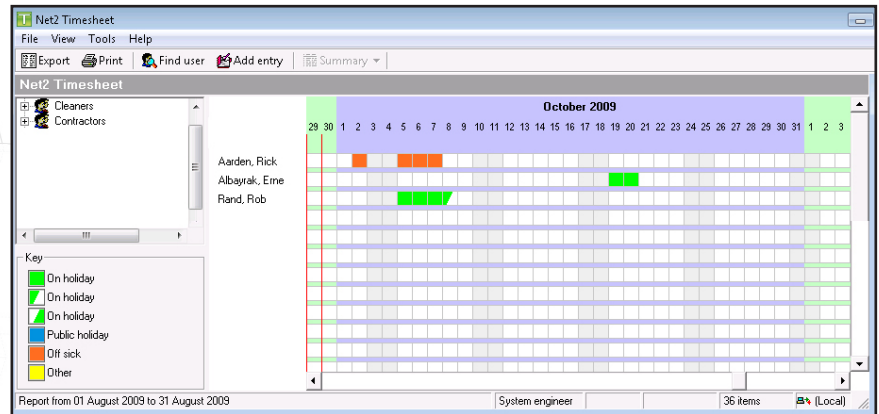 Net2 Timesheet
File View Tools Help
Export Print Find user Add entry Summary
Net2 Timesheet
Cleaners
Contractors
October 2009
29 30 1 2 3 4 5 6 7 8 9 10 11 12 13 14 15 16 17 18 19 20 21 22 23 24 25 26 27 28 29 30 31 1 2 3
Aarden, Rick
Albayrak, Erne
Rand, Rob
Key
On holiday
On holiday
On holiday
Public holiday
Off sick
Other
Report from 01 August 2009 to 31 August 2009 System engineer 36 items (Local)